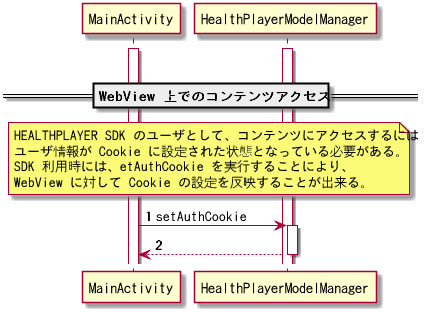 MainActivity HealthPlayerModelManager
WebView 上でのコンテンツアクセス
HEALTHPLAYER SDK のユーザとして、コンテンツにアクセスするには
ユーザ情報が Cookie に設定された状態となっている必要がある。
SDK 利用時には、etAuthCookie を実行することにより、
WebView に対して Cookie の設定を反映することが出来る。
1 setAuthCookie
2
MainActivity HealthPlayerModelManager